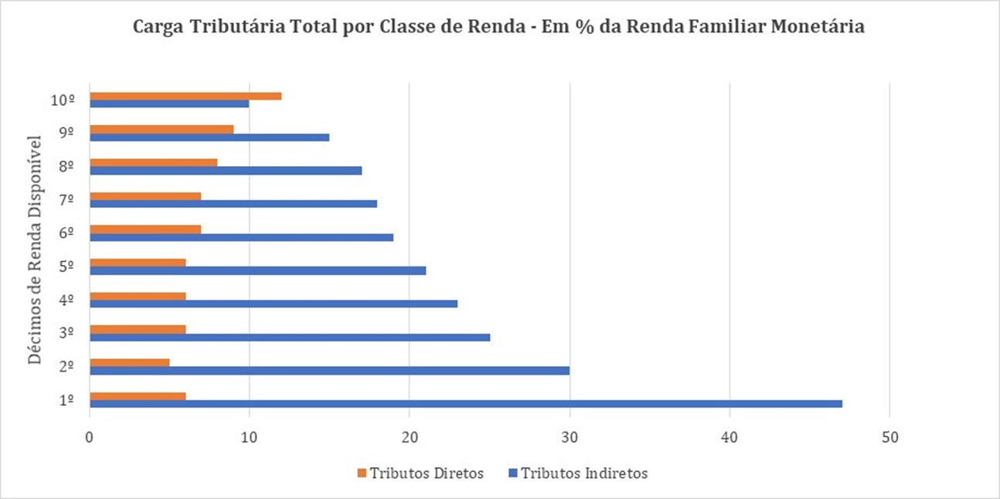 Carga Tributária Total por Classe de Renda - Em % da Renda Familiar Monetária
Décimos de Renda Disponível
10º
9º
8º
7º
6º
5º
4º
3º
2º
1º
0 10 20 30 40 50
Tributos Diretos Tributos Indiretos